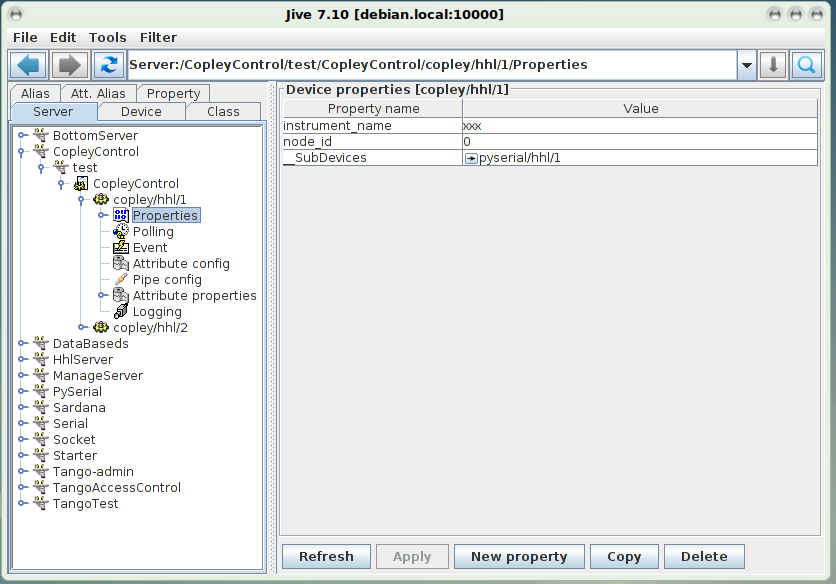 Jive 7.10 [debian.local:10000]
File Edit Tools Filter
Server:/CopleyControl/test/CopleyControl/copley/hhl/1/Properties
Alias Att. Alias Property
Server Device Class
BottomServer
CopleyControl
test
CopleyControl
copley/hhl/1
Properties
Polling
Event
Attribute config
Pipe config
Attribute properties
Logging
copley/hhl/2
DataBaseds
HhlServer
ManageServer
PySerial
Sardana
Serial
Socket
Starter
Tango-admin
TangoAccessControl
TangoTest
Device properties [copley/hhl/1]
Property name Value
instrument_name xxx
node_id 0
__SubDevices pyserial/hhl/1
Refresh Apply New property Copy Delete